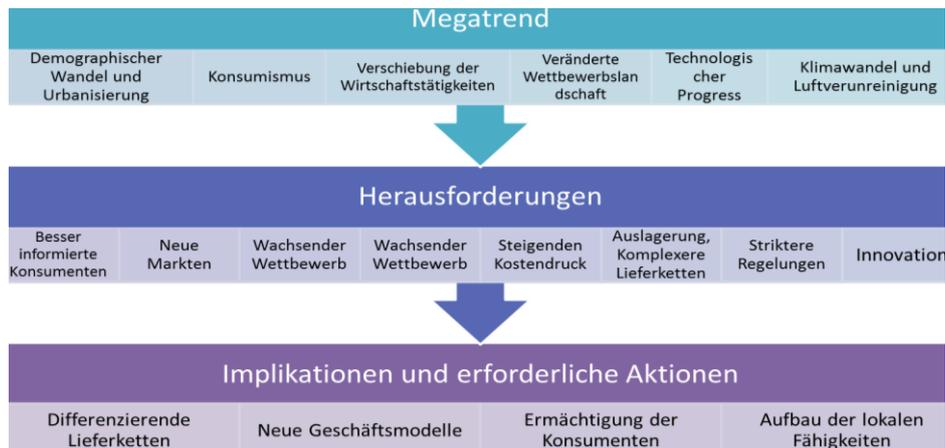 Megatrend
Demographischer
Wandel und
Urbanisierung
Konsumismus
Verschiebung der
Wirtschaftstätigkeiten
Veränderte
Wettbewerbslan
dschaft
Technologis
cher
Progress
Klimawandel und
Luftverunreinigung
Herausforderungen
Besser
informierte
Konsumenten
Neue
Markten
Wachsender
Wettbewerb
Wachsender
Wettbewerb
Steigenden
Kostendruck
Auslagerung,
Komplexere
Lieferketten
Striktere
Regelungen
Innovation
Implikationen und erforderliche Aktionen
Differenzierende
Lieferketten
Neue Geschäftsmodelle
Ermächtigung der
Konsumenten
Aufbau der lokalen
Fähigkeiten